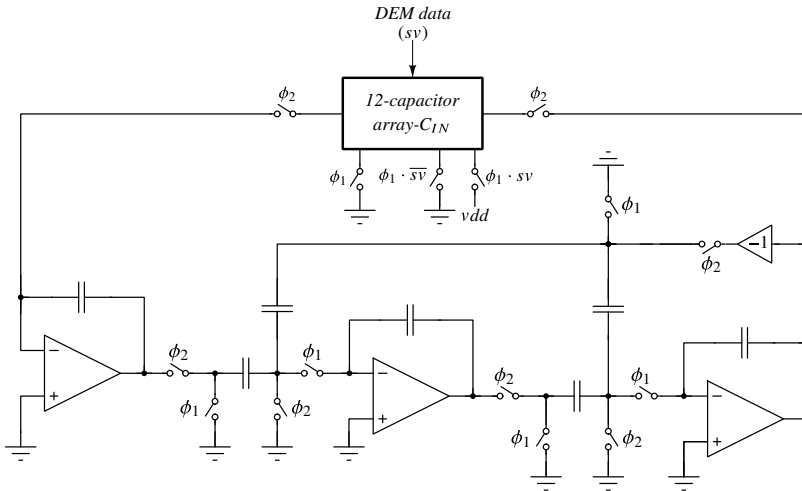 DEM data
(sv)
ϕ2
12-capacitor
array-C_IN
ϕ2
ϕ1
ϕ1 · s̅v̅
ϕ1 · sv
vdd
ϕ1
−1
ϕ2
ϕ2
ϕ1
ϕ2
ϕ1
ϕ1
ϕ2
ϕ1
ϕ2
−
+
−
+
−
+